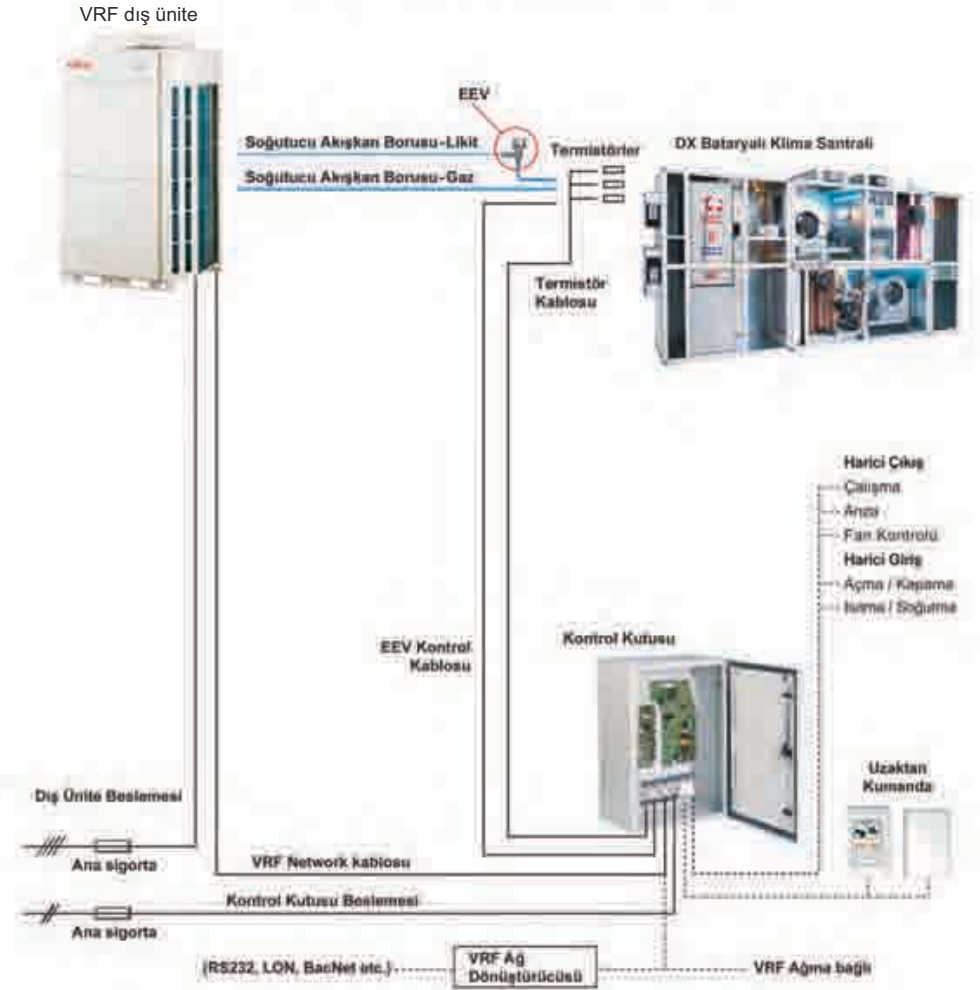 VRF dış ünite
EEV
Soğutucu Akışkan Borusu-Likit
Soğutucu Akışkan Borusu-Gaz
Termistörler
DX Bataryalı Klima Santrali
Termistör
Kablosu
Harici Çıkış
Çalışma
Arıza
Fan Kontrolü
Harici Giriş
Açma / Kapama
Isıtma / Soğutma
EEV Kontrol
Kablosu
Kontrol Kutusu
Uzaktan
Kumanda
Dış Ünite Beslemesi
Ana sigorta
VRF Network kablosu
Kontrol Kutusu Beslemesi
Ana sigorta
(RS232, LON, BacNet etc.)
VRF Ağ
Dönüştürücüsü
VRF Ağına bağlı